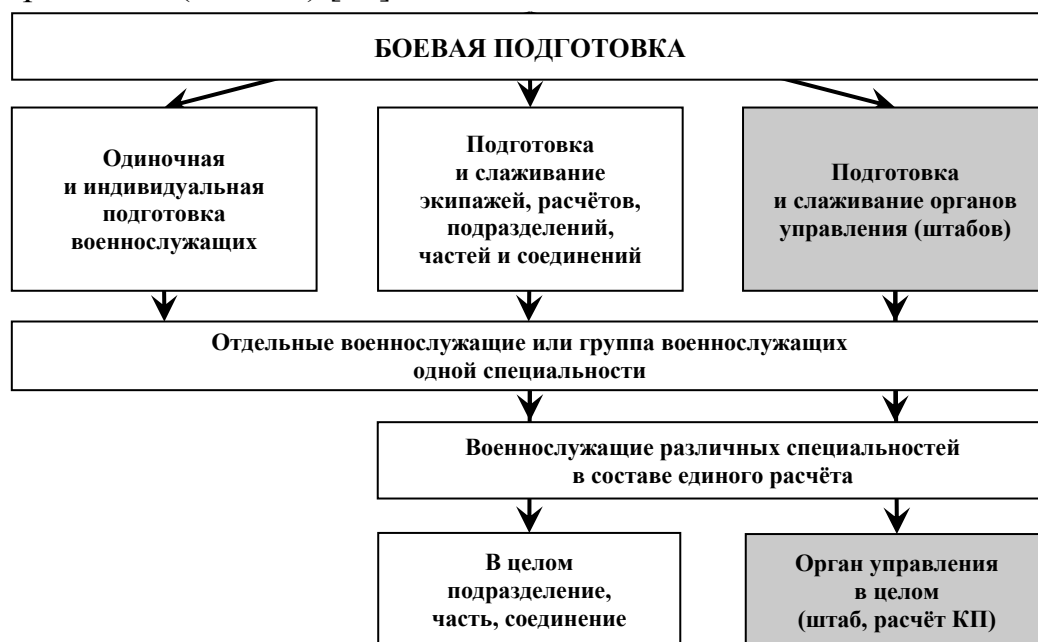 БОЕВАЯ ПОДГОТОВКА
Одиночная
и индивидуальная
подготовка
военнослужащих
Подготовка
и слаживание
экипажей, расчётов,
подразделений,
частей и соединений
Подготовка
и слаживание органов
управления (штабов)
Отдельные военнослужащие или группа военнослужащих
одной специальности
Военнослужащие различных специальностей
в составе единого расчёта
В целом
подразделение,
часть, соединение
Орган управления
в целом
(штаб, расчёт КП)